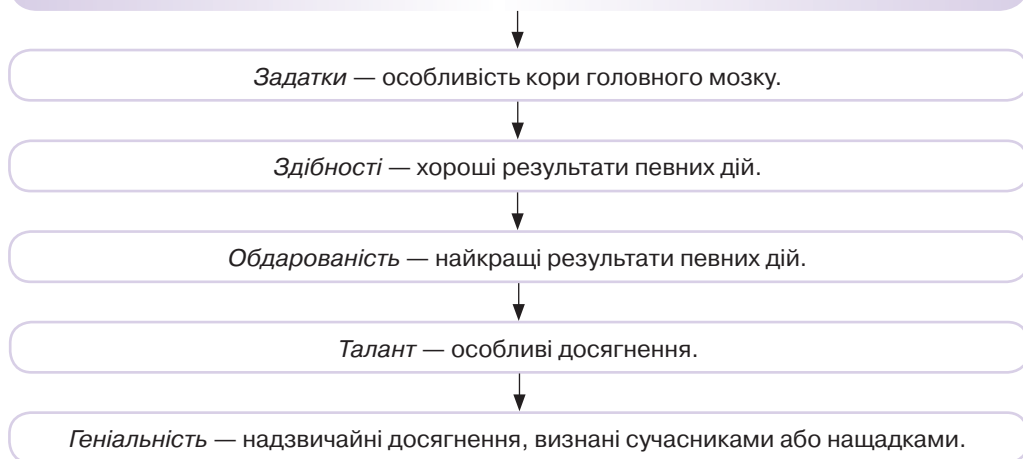 Задатки — особливість кори головного мозку.
Здібності — хороші результати певних дій.
Обдарованість — найкращі результати певних дій.
Талант — особливі досягнення.
Геніальність — надзвичайні досягнення, визнані сучасниками або нащадками.